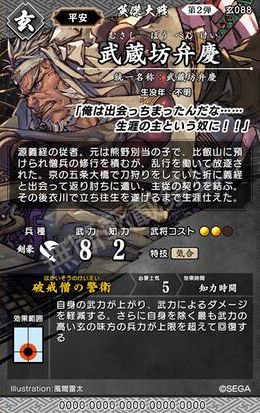 玄
平安
英傑大戦
第2弾
玄088
むさしぼうべんけい
武蔵坊弁慶
統一名称:武蔵坊弁慶
生没年・不明
「俺は出会っちまったんだな……
生涯の主という奴に!!」
源義経の従者。元は熊野別当の子で、比叡山に預
けられ僧兵の修行を積むが、乱行を働いて放逐さ
れた。京の五条大橋で刀狩りをしていた折に義経
と出会って返り討ちに遭い、主従の契りを結ぶ。
その後衣川で立ち往生を遂げるまで生涯仕えた。
兵種 武力 知力 武将コスト
剣豪 8 2
特技 気合
はかいそうのけいえい
破戒僧の警衛
必要士気 5
効果時間 知力時間
効果範囲
自身の武力が上がり、武力によるダメージ
を軽減する。さらに自身を除く最も武力の
高い玄の味方の兵力が上限を超えて回復す
る
Illustration:風間雷太
©SEGA
0000-0000-0000-0000-0000